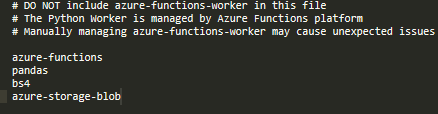 # DO NOT include azure-functions-worker in this file
# The Python Worker is managed by Azure Functions platform
# Manually managing azure-functions-worker may cause unexpected issues
azure-functions
pandas
bs4
azure-storage-blob